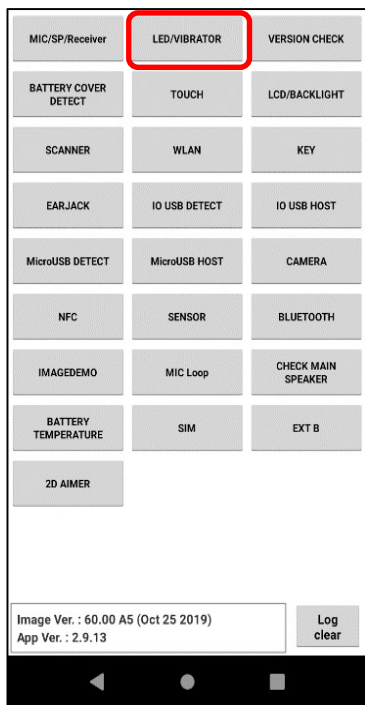 MIC/SP/Receiver
LED/VIBRATOR
VERSION CHECK
BATTERY COVER
DETECT
TOUCH
LCD/BACKLIGHT
SCANNER
WLAN
KEY
EARJACK
IO USB DETECT
IO USB HOST
MicroUSB DETECT
MicroUSB HOST
CAMERA
NFC
SENSOR
BLUETOOTH
IMAGEDEMO
MIC Loop
CHECK MAIN
SPEAKER
BATTERY
TEMPERATURE
SIM
EXT B
2D AIMER
Image Ver. : 60.00 A5 (Oct 25 2019)
App Ver. : 2.9.13
Log
clear